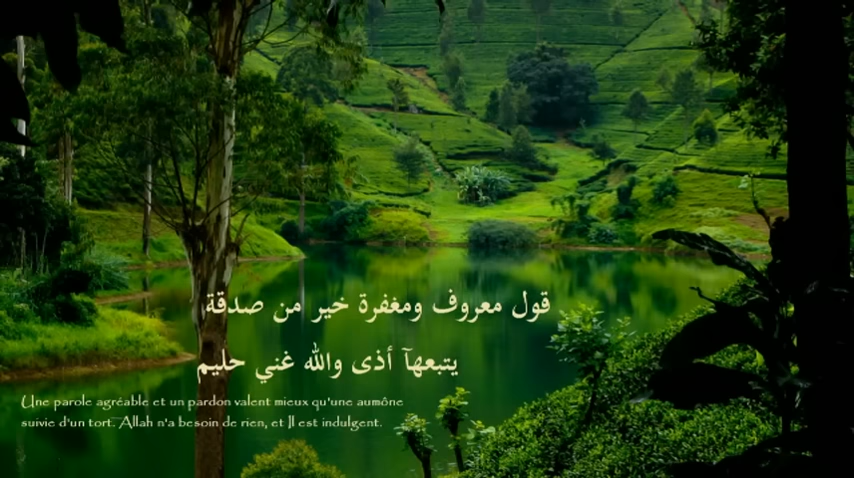 قول معروف ومغفرة خير من صدقة
يتبعهآ أذى والله غني حليم
Une parole agréable et un pardon valent mieux qu'une aumône
suivie d'un tort. Allah n'a besoin de rien, et Il est indulgent.